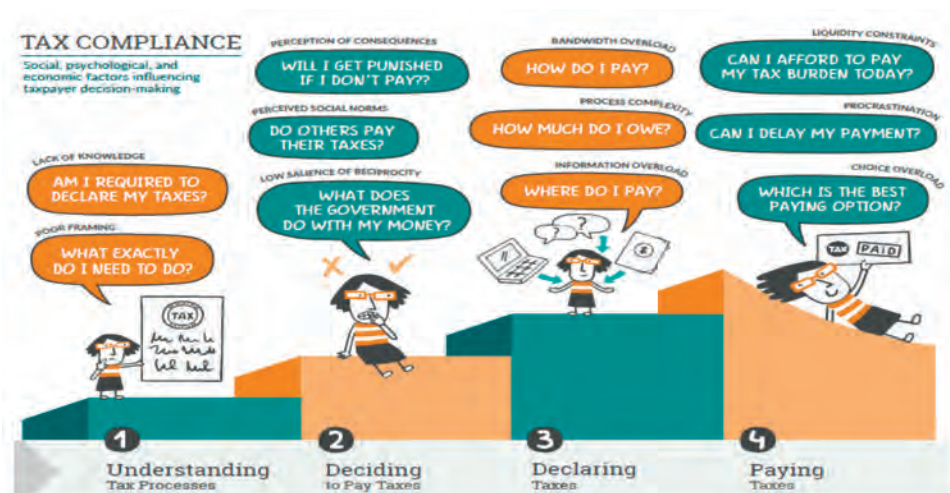 TAX COMPLIANCE
Social, psychological, and
economic factors influencing
taxpayer decision-making
LACK OF KNOWLEDGE
AM I REQUIRED TO
DECLARE MY TAXES?
POOR FRAMING
WHAT EXACTLY
DO I NEED TO DO?
TAX
PERCEPTION OF CONSEQUENCES
WILL I GET PUNISHED
IF I DON'T PAY??
PERCEIVED SOCIAL NORMS
DO OTHERS PAY
THEIR TAXES?
LOW SALIENCE OF RECIPROCITY
WHAT DOES
THE GOVERNMENT
DO WITH MY MONEY?
BANDWIDTH OVERLOAD
HOW DO I PAY?
PROCESS COMPLEXITY
HOW MUCH DO I OWE?
INFORMATION OVERLOAD
WHERE DO I PAY?
? ?
$
LIQUIDITY CONSTRAINTS
CAN I AFFORD TO PAY
MY TAX BURDEN TODAY?
PROCRASTINATION
CAN I DELAY MY PAYMENT?
CHOICE OVERLOAD
WHICH IS THE BEST
PAYING OPTION?
TAX PAID
1
Understanding
Tax Processes
2
Deciding
to Pay Taxes
3
Declaring
Taxes
4
Paying
Taxes